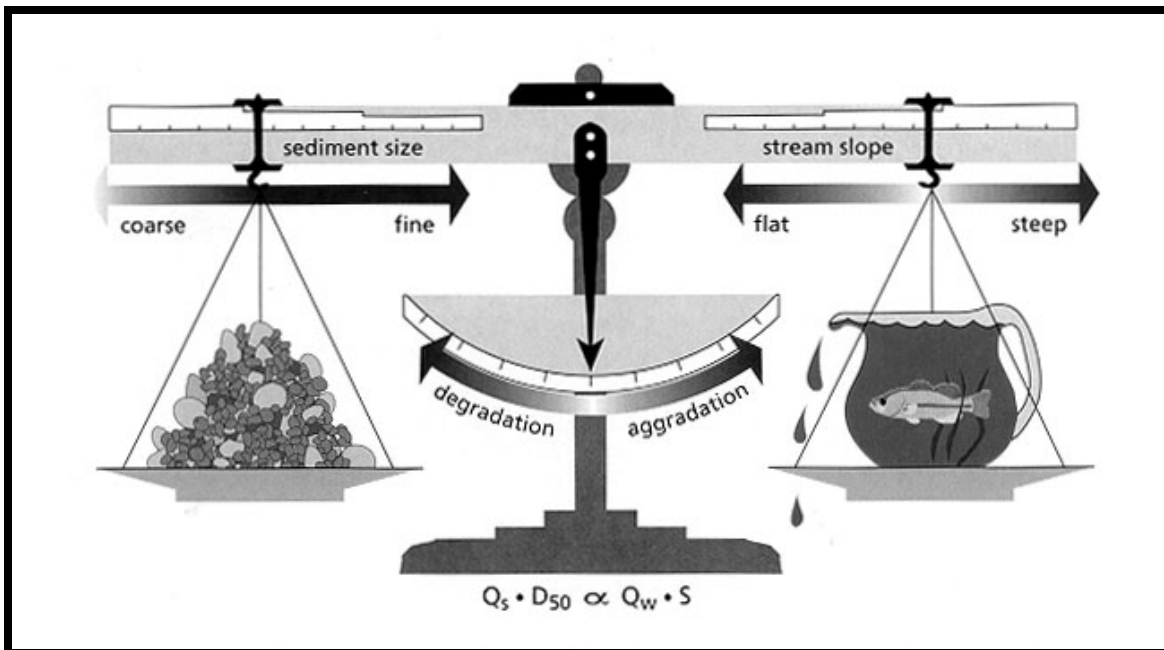 sediment size
stream slope
coarse
fine
flat
steep
degradation
aggradation
Qs • D50 ∝ Qw • S